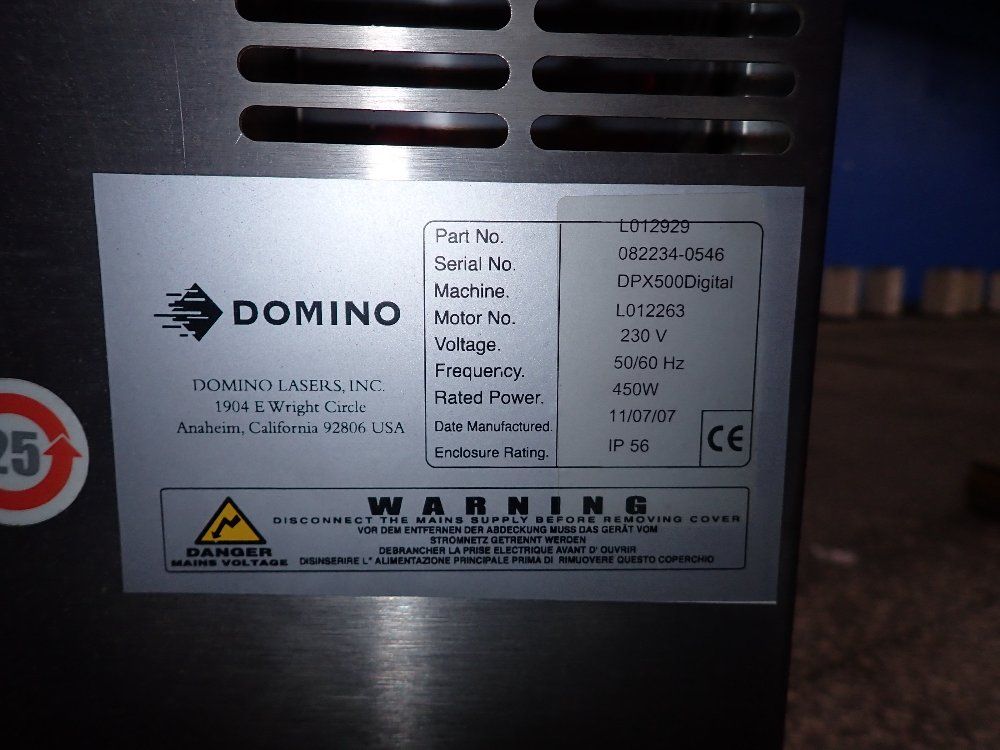 DOMINO
DOMINO LASERS, INC.
1904 E Wright Circle
Anaheim, California 92806 USA
Part No. L012929
Serial No. 082234-0546
Machine. DPX500Digital
Motor No. L012263
Voltage. 230 V
Frequency. 50/60 Hz
Rated Power. 450W
Date Manufactured. 11/07/07
Enclosure Rating. IP 56
CE
25
WARNING
DISCONNECT THE MAINS SUPPLY BEFORE REMOVING COVER
VOR DEM ENTFERNEN DER ABDECKUNG MUSS DAS GERÄT VOM
STROMNETZ GETRENNT WERDEN
DEBRANCHER LA PRISE ELECTRIQUE AVANT D' OUVRIR
DISINSERIRE L' ALIMENTAZIONE PRINCIPALE PRIMA DI RIMUOVERE QUESTO COPERCHIO
DANGER
MAINS VOLTAGE